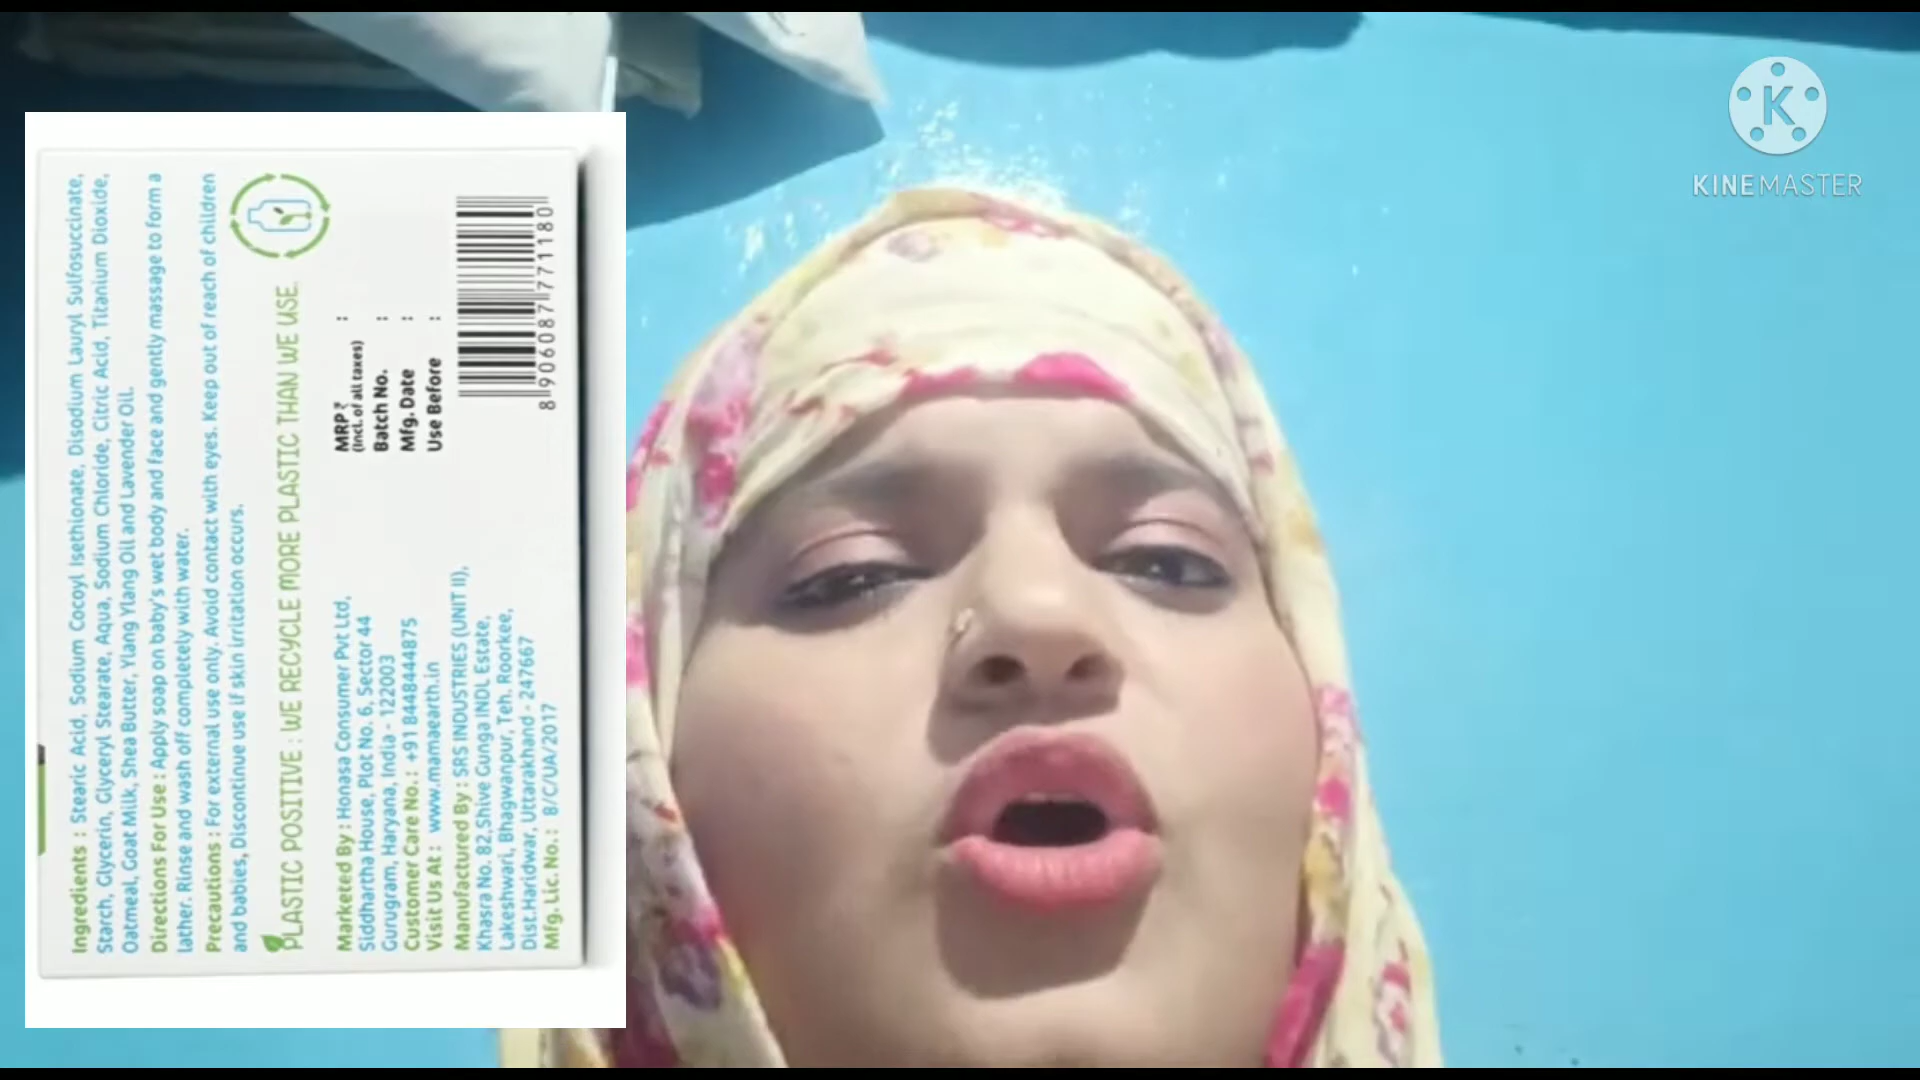 Ingredients : Stearic Acid, Sodium Cocoyl Isethionate, Disodium Lauryl Sulfosuccinate,
Starch, Glycerin, Glyceryl Stearate, Aqua, Sodium Chloride, Citric Acid, Titanium Dioxide,
Oatmeal, Goat Milk, Shea Butter, Ylang Ylang Oil and Lavender Oil.
Directions For Use : Apply soap on baby's wet body and face and gently massage to form a
lather. Rinse and wash off completely with water.
Precautions : For external use only. Avoid contact with eyes. Keep out of reach of children
and babies, Discontinue use if skin irritation occurs.
PLASTIC POSITIVE : WE RECYCLE MORE PLASTIC THAN WE USE.
Marketed By : Honasa Consumer Pvt Ltd,
Siddhartha House, Plot No. 6, Sector 44
Gurugram, Haryana, India - 122003
Customer Care No. : +91 8448444875
Visit Us At : www.mamaearth.in
Manufactured By : SRS INDUSTRIES (UNIT II),
Khasra No. 82,Shive Gunga INDL Estate,
Lakeshwari, Bhagwanpur, Teh. Roorkee,
Dist.Haridwar, Uttarakhand - 247667
Mfg. Lic. No. : 8/C/UA/2017
MRP ₹ :
(Incl. of all taxes)
Batch No. :
Mfg. Date :
Use Before :
8 906087 771180
K
KINEMASTER